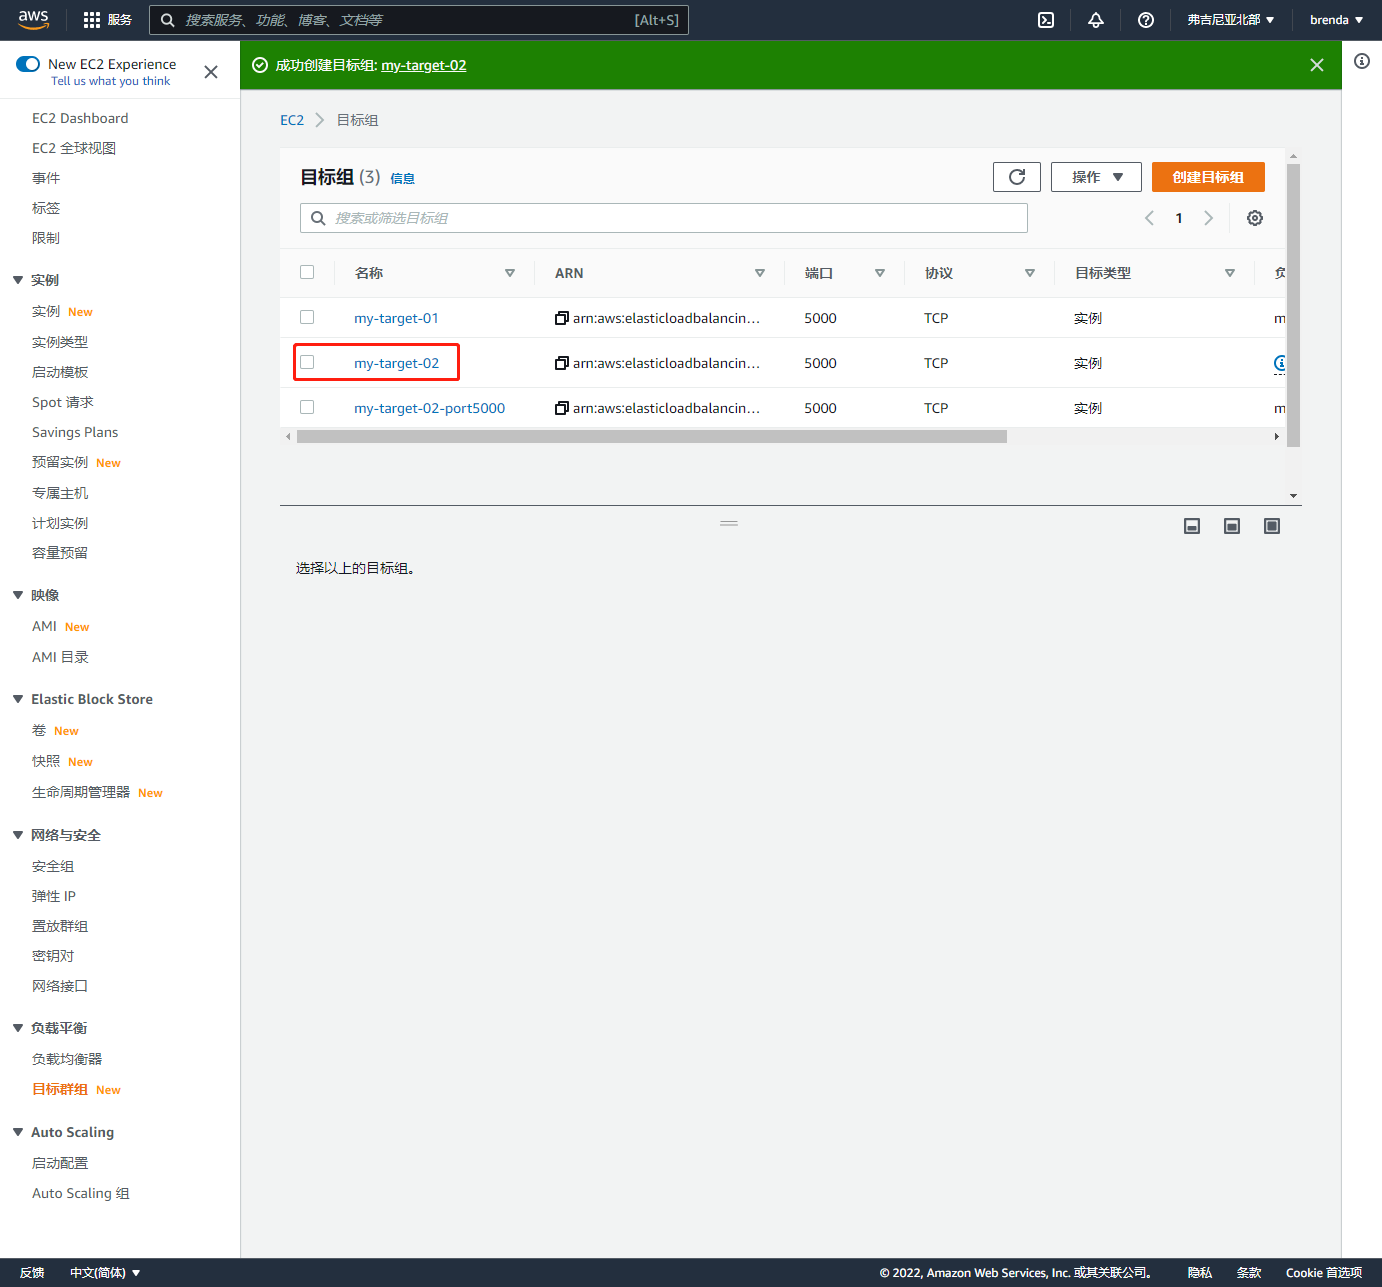 aws 服务 搜索服务、功能、博客、文档等 [Alt+S] 弗吉尼亚北部 brenda
New EC2 Experience
Tell us what you think
EC2 Dashboard
EC2 全球视图
事件
标签
限制
实例
实例 New
实例类型
启动模板
Spot 请求
Savings Plans
预留实例 New
专属主机
计划实例
容量预留
映像
AMI New
AMI 目录
Elastic Block Store
卷 New
快照 New
生命周期管理器 New
网络与安全
安全组
弹性 IP
置放群组
密钥对
网络接口
负载平衡
负载均衡器
目标群组 New
Auto Scaling
启动配置
Auto Scaling 组
成功创建目标组: my-target-02
EC2 目标组
目标组 (3) 信息 操作 创建目标组
搜索或筛选目标组 1
名称 ARN 端口 协议 目标类型
my-target-01 arn:aws:elasticloadbalancin... 5000 TCP 实例 m
my-target-02 arn:aws:elasticloadbalancin... 5000 TCP 实例
my-target-02-port5000 arn:aws:elasticloadbalancin... 5000 TCP 实例 m
选择以上的目标组。
反馈 中文(简体) © 2022, Amazon Web Services, Inc. 或其关联公司。 隐私 条款 Cookie 首选项